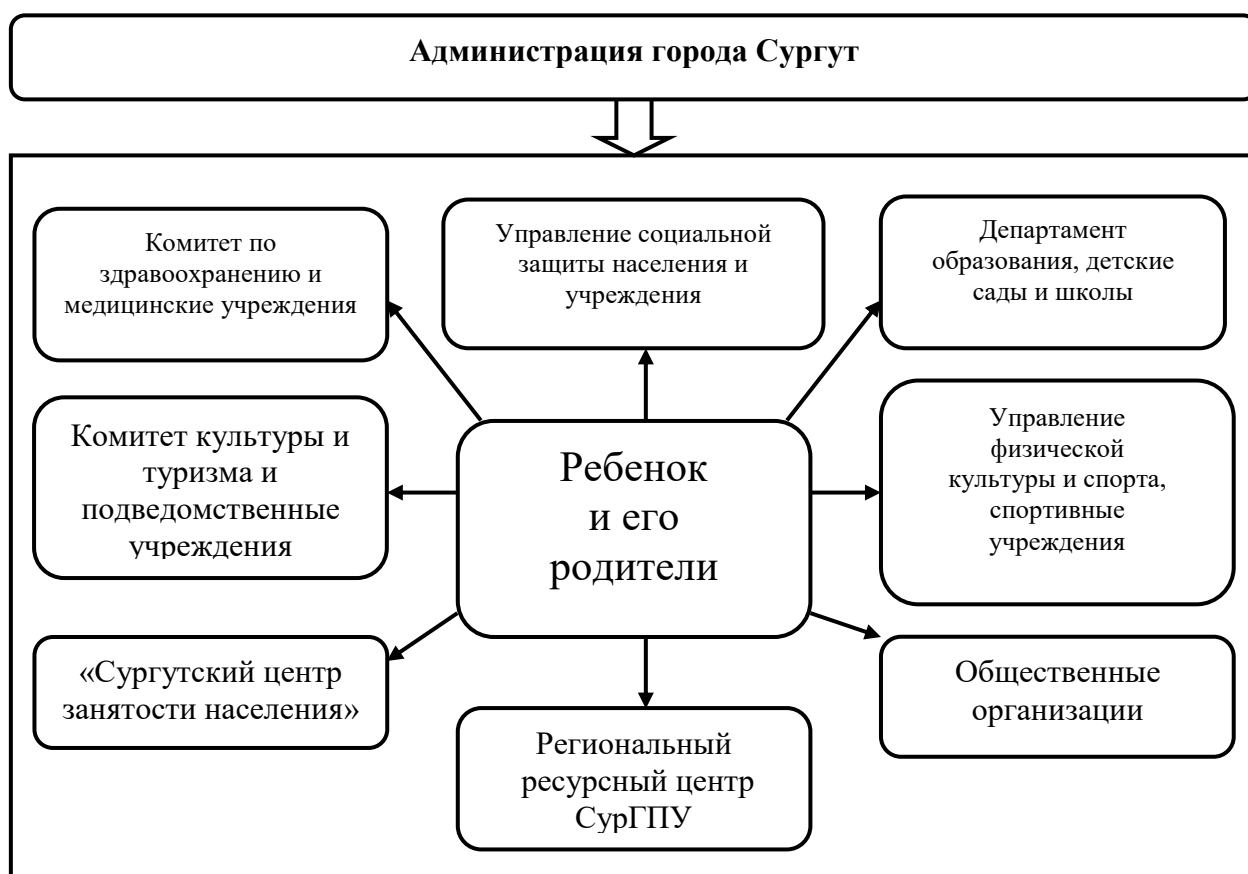 Администрация города Сургут
Комитет по
здравоохранению и
медицинские учреждения
Управление социальной
защиты населения и
учреждения
Департамент
образования, детские
сады и школы
Комитет культуры и
туризма и
подведомственные
учреждения
Ребенок
и его
родители
Управление
физической
культуры и спорта,
спортивные
учреждения
«Сургутский центр
занятости населения»
Региональный
ресурсный центр
СурГПУ
Общественные
организации